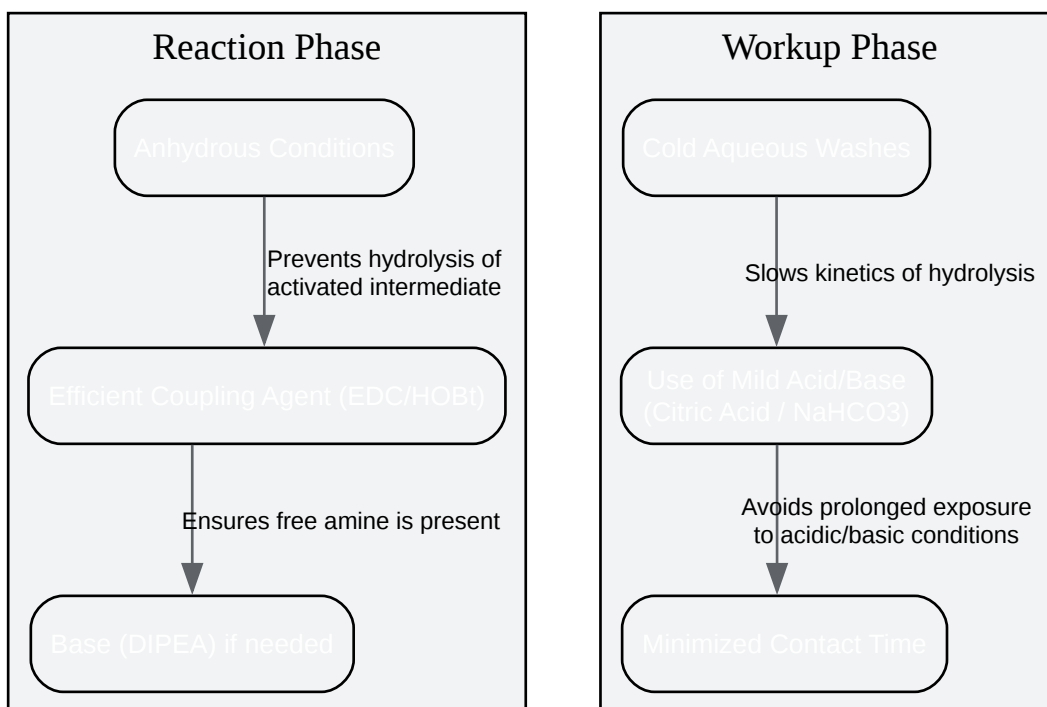 Reaction Phase
Anhydrous Conditions
Prevents hydrolysis of
activated intermediate
Efficient Coupling Agent (EDC/HOBt)
Ensures free amine is present
Base (DIPEA) if needed
Workup Phase
Cold Aqueous Washes
Slows kinetics of hydrolysis
Use of Mild Acid/Base
(Citric Acid / NaHCO3)
Avoids prolonged exposure
to acidic/basic conditions
Minimized Contact Time